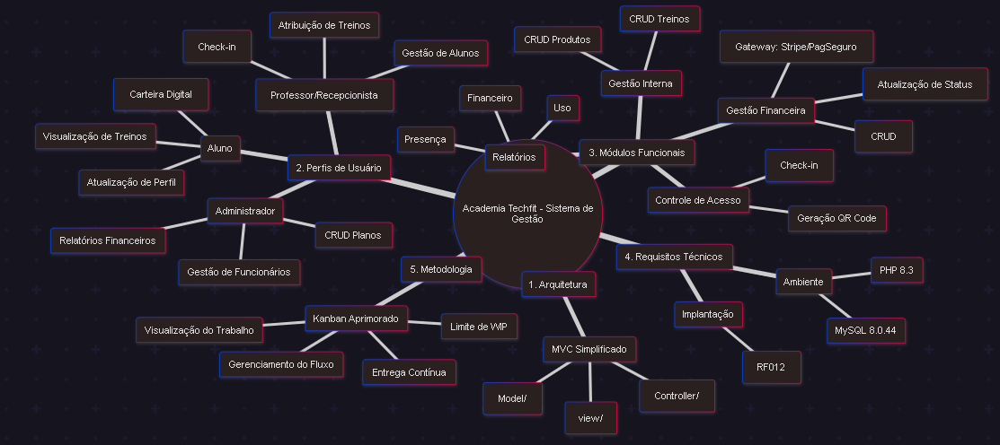 CRUD Treinos
Atribuição de Treinos
CRUD Produtos
Check-in
Gateway: Stripe/PagSeguro
Gestão de Alunos
Gestão Interna
Atualização de Status
Carteira Digital
Professor/Recepcionista
Financeiro
Uso
Gestão Financeira
Visualização de Treinos
Presença
CRUD
Aluno
Relatórios
3. Módulos Funcionais
2. Perfis de Usuário
Check-in
Atualização de Perfil
Controle de Acesso
Academia Techfit - Sistema de
Gestão
Administrador
Geração QR Code
Relatórios Financeiros
CRUD Planos
4. Requisitos Técnicos
Gestão de Funcionários
5. Metodologia
PHP 8.3
1. Arquitetura
Ambiente
Kanban Aprimorado
Implantação
Visualização do Trabalho
Limite de WIP
MySQL 8.0.44
MVC Simplificado
Gerenciamento do Fluxo
Entrega Contínua
RF012
Model/
Controller/
view/